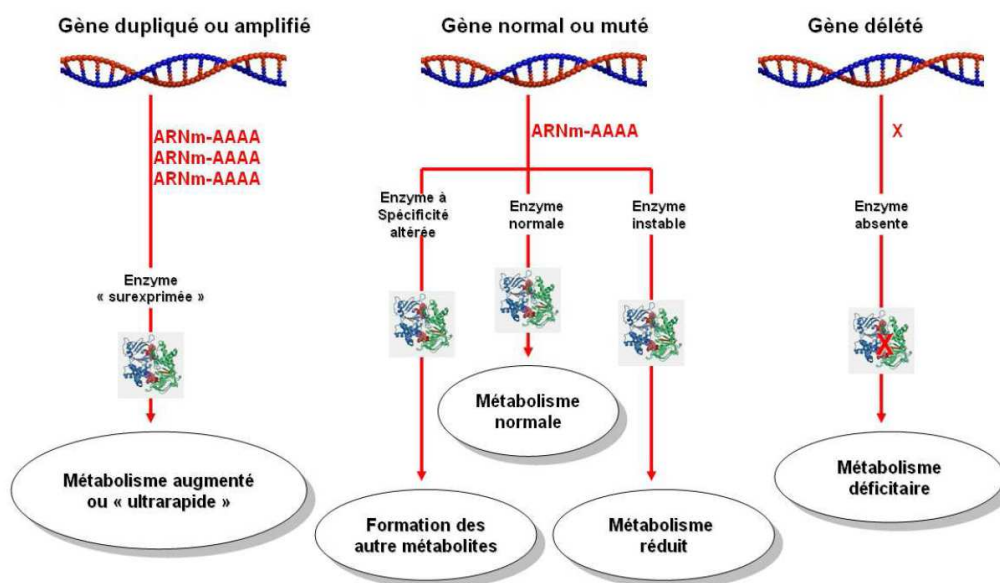 Gène dupliqué ou amplifié
ARNm-AAAA
ARNm-AAAA
ARNm-AAAA
Enzyme
« surexprimée »
Métabolisme augmenté
ou « ultrarapide »
Gène normal ou muté
ARNm-AAAA
Enzyme à
Spécificité
altérée
Enzyme
normale
Enzyme
instable
Métabolisme
normale
Formation des
autre métabolites
Métabolisme
réduit
Gène délété
X
Enzyme
absente
X
Métabolisme
déficitaire